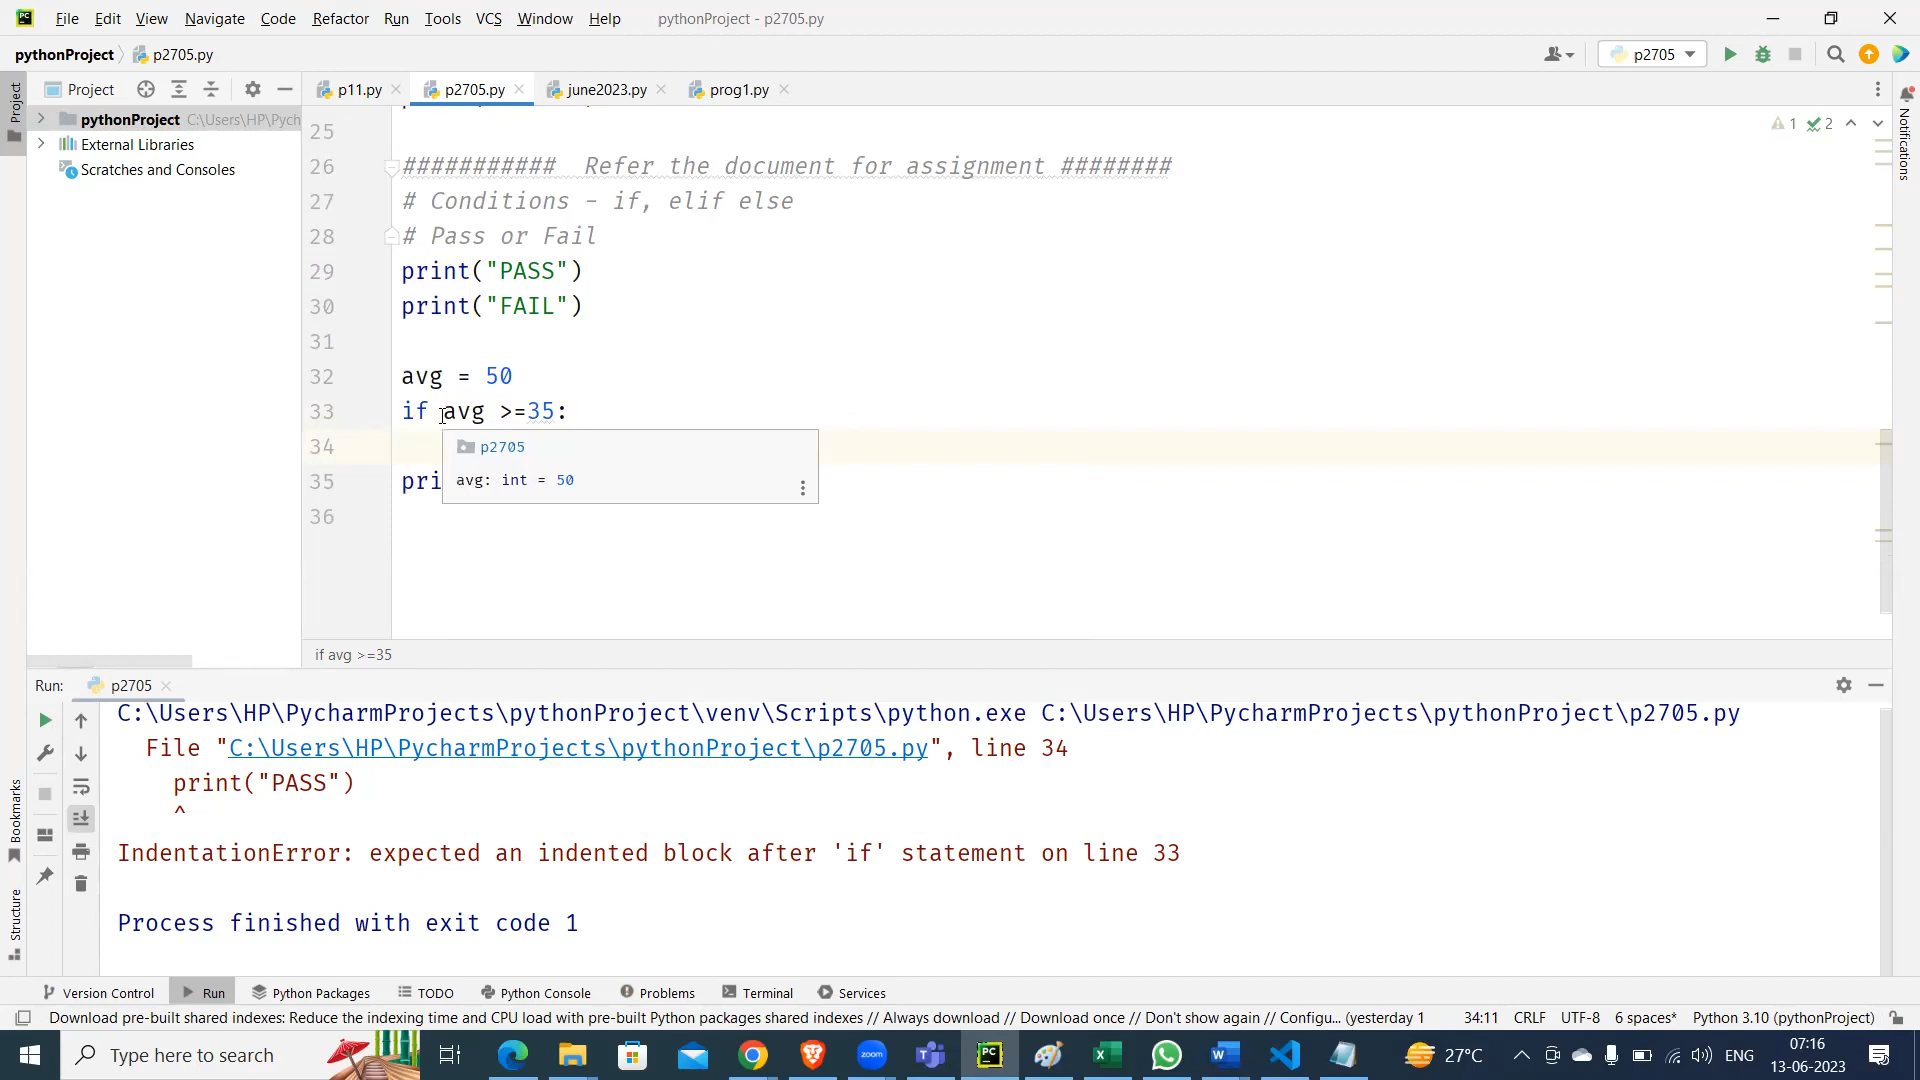 File Edit View Navigate Code Refactor Run Tools VCS Window Help pythonProject - p2705.py
pythonProject p2705.py p2705
Project p11.py p2705.py june2023.py prog1.py
pythonProject C:\Users\HP\Pych
External Libraries
Scratches and Consoles
Project
Bookmarks
Structure
Notifications
1 2
25
26 ########### Refer the document for assignment ########
27 # Conditions - if, elif else
28 # Pass or Fail
29 print("PASS")
30 print("FAIL")
31
32 avg = 50
33 if avg >=35:
34 p2705
avg: int = 50
35 pri
36
if avg >=35
Run: p2705
C:\Users\HP\PycharmProjects\pythonProject\venv\Scripts\python.exe C:\Users\HP\PycharmProjects\pythonProject\p2705.py
File "C:\Users\HP\PycharmProjects\pythonProject\p2705.py", line 34
print("PASS")
^
IndentationError: expected an indented block after 'if' statement on line 33
Process finished with exit code 1
Version Control Run Python Packages TODO Python Console Problems Terminal Services
Download pre-built shared indexes: Reduce the indexing time and CPU load with pre-built Python packages shared indexes // Always download // Download once // Don't show again // Configu... (yesterday 1 34:11 CRLF UTF-8 6 spaces* Python 3.10 (pythonProject)
Type here to search zoom PC 27°C ENG 07:16
13-06-2023